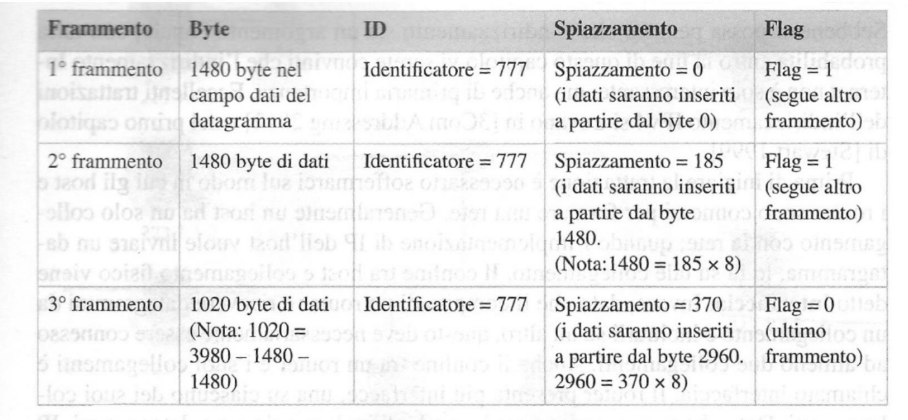 Frammento Byte ID Spiazzamento Flag
1° frammento 1480 byte nel Identificatore = 777 Spiazzamento = 0 Flag = 1
campo dati del (i dati saranno inseriti (segue altro
datagramma a partire dal byte 0) frammento)
2° frammento 1480 byte di dati Identificatore = 777 Spiazzamento = 185 Flag = 1
(i dati saranno inseriti (segue altro
a partire dal byte frammento)
1480.
(Nota:1480 = 185 × 8)
3° frammento 1020 byte di dati Identificatore = 777 Spiazzamento = 370 Flag = 0
(Nota: 1020 = (i dati saranno inseriti (ultimo
3980 – 1480 – a partire dal byte 2960. frammento)
1480) 2960 = 370 × 8)